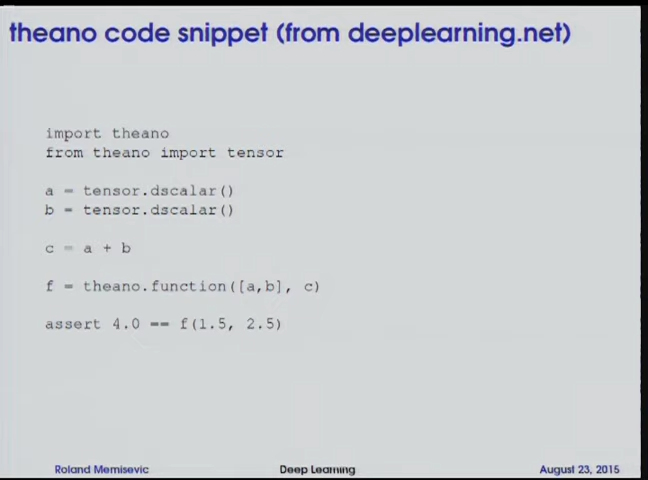 theano code snippet (from deeplearning.net)
import theano
from theano import tensor
a = tensor.dscalar()
b = tensor.dscalar()
c = a + b
f = theano.function([a,b], c)
assert 4.0 == f(1.5, 2.5)
Roland Memisevic Deep Learning August 23, 2015